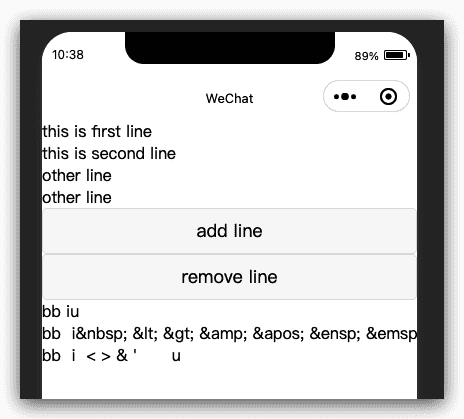 10:38
89%
WeChat
this is first line
this is second line
other line
other line
add line
remove line
bb iu
bb  i&nbsp; &lt; &gt; &amp; &apos; &ensp; &emsp
bb  i  < > & '       u